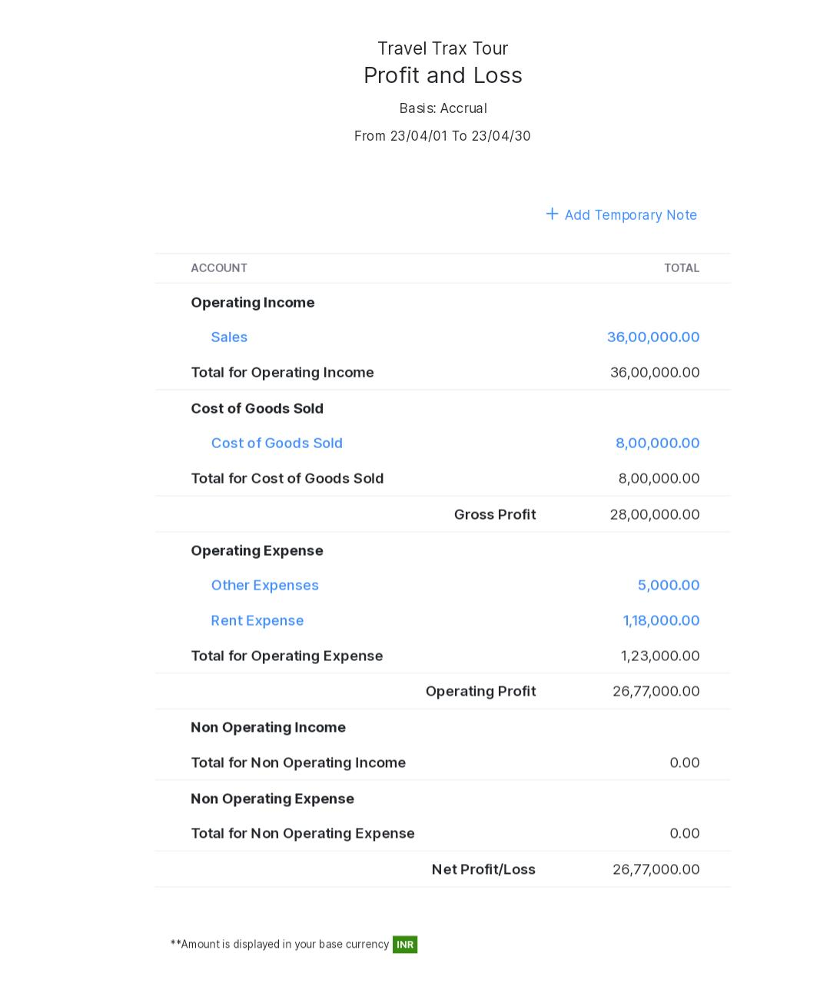 Travel Trax Tour
Profit and Loss
Basis: Accrual
From 23/04/01 To 23/04/30
+ Add Temporary Note
ACCOUNT TOTAL
Operating Income
Sales 36,00,000.00
Total for Operating Income 36,00,000.00
Cost of Goods Sold
Cost of Goods Sold 8,00,000.00
Total for Cost of Goods Sold 8,00,000.00
Gross Profit 28,00,000.00
Operating Expense
Other Expenses 5,000.00
Rent Expense 1,18,000.00
Total for Operating Expense 1,23,000.00
Operating Profit 26,77,000.00
Non Operating Income
Total for Non Operating Income 0.00
Non Operating Expense
Total for Non Operating Expense 0.00
Net Profit/Loss 26,77,000.00
**Amount is displayed in your base currency INR